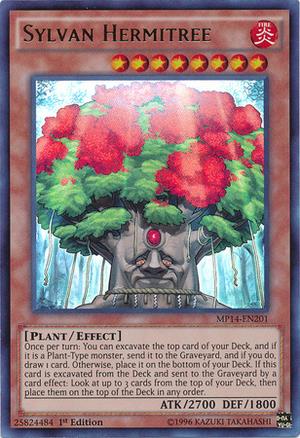 SYLVAN HERMITREE
FIRE
炎
MP14-EN201
[PLANT / EFFECT]
Once per turn: You can excavate the top card of your Deck, and if
it is a Plant-Type monster, send it to the Graveyard, and if you do,
draw 1 card. Otherwise, place it on the bottom of your Deck. If this
card is excavated from the Deck and sent to the Graveyard by a
card effect: Look at up to 3 cards from the top of your Deck, then
place them on the top of the Deck in any order.
ATK/2700 DEF/1800
25824484 1st Edition ©1996 KAZUKI TAKAHASHI